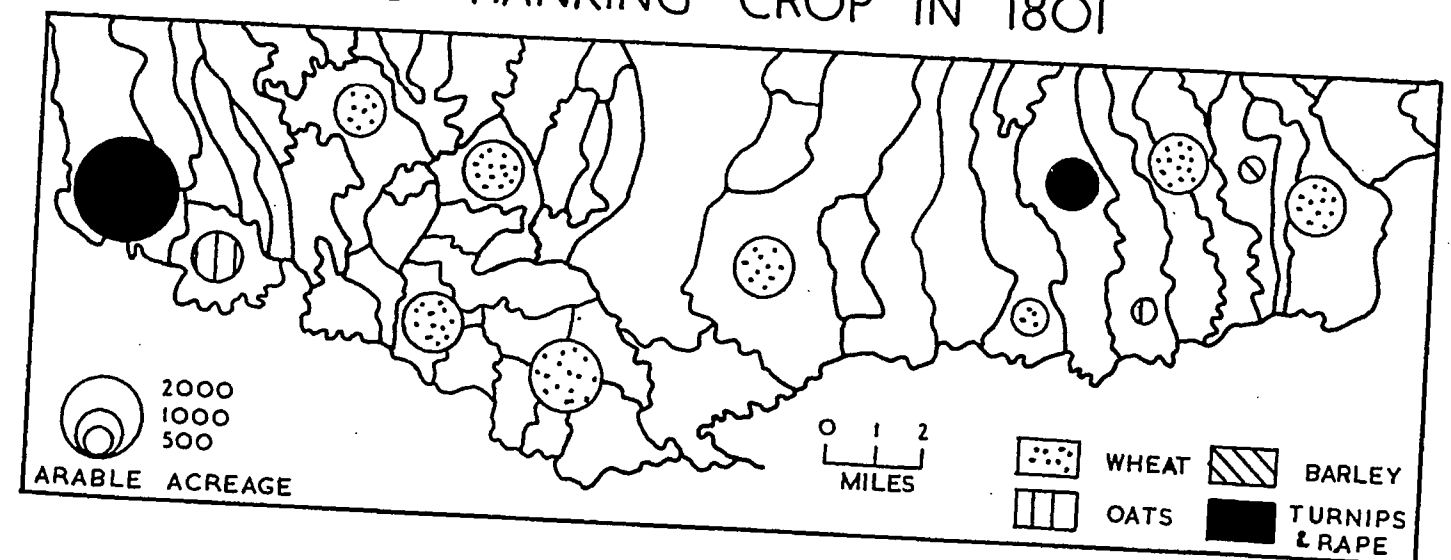 RANKING CROP IN 1801
2000
1000
500
ARABLE ACREAGE
0 1 2
MILES
WHEAT
BARLEY
OATS
TURNIPS
& RAPE